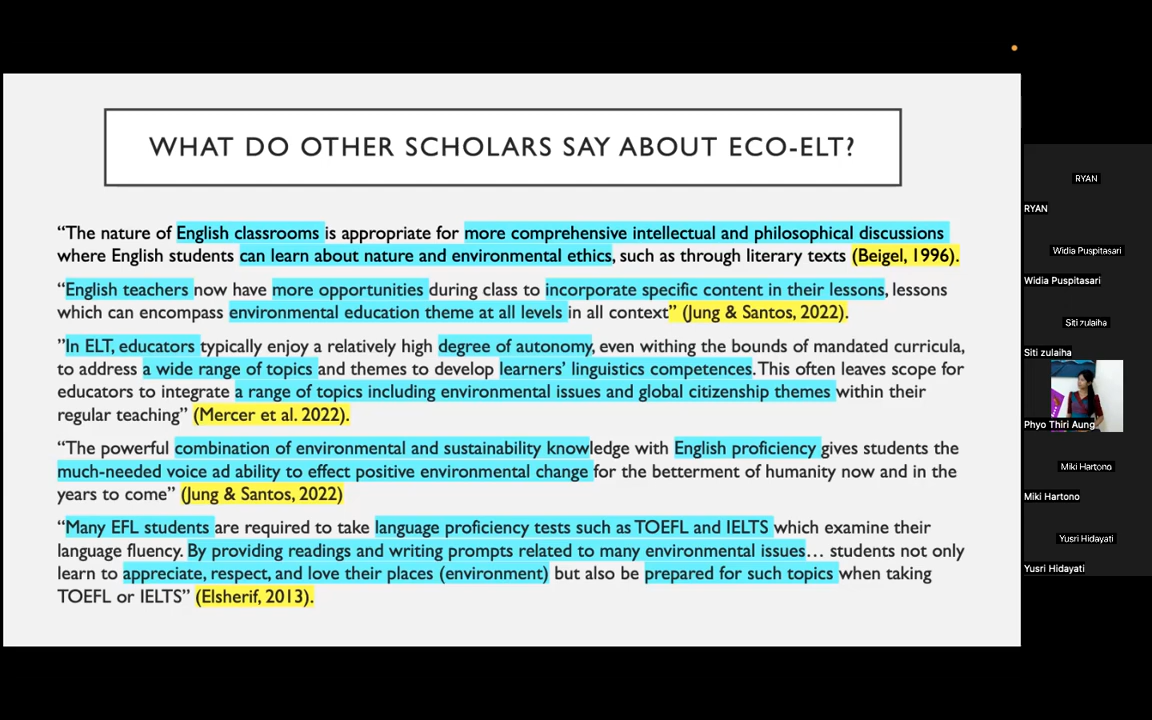 WHAT DO OTHER SCHOLARS SAY ABOUT ECO-ELT?
“The nature of English classrooms is appropriate for more comprehensive intellectual and philosophical discussions
where English students can learn about nature and environmental ethics, such as through literary texts (Beigel, 1996).
“English teachers now have more opportunities during class to incorporate specific content in their lessons, lessons
which can encompass environmental education theme at all levels in all context” (Jung & Santos, 2022).
”In ELT, educators typically enjoy a relatively high degree of autonomy, even withing the bounds of mandated curricula,
to address a wide range of topics and themes to develop learners’ linguistics competences. This often leaves scope for
educators to integrate a range of topics including environmental issues and global citizenship themes within their
regular teaching” (Mercer et al. 2022).
“The powerful combination of environmental and sustainability knowledge with English proficiency gives students the
much-needed voice ad ability to effect positive environmental change for the betterment of humanity now and in the
years to come” (Jung & Santos, 2022)
“Many EFL students are required to take language proficiency tests such as TOEFL and IELTS which examine their
language fluency. By providing readings and writing prompts related to many environmental issues… students not only
learn to appreciate, respect, and love their places (environment) but also be prepared for such topics when taking
TOEFL or IELTS” (Elsherif, 2013).
RYAN
RYAN
Widia Puspitasari
Widia Puspitasari
Siti zulaiha
Siti zulaiha
Phyo Thiri Aung
Miki Hartono
Miki Hartono
Yusri Hidayati
Yusri Hidayati